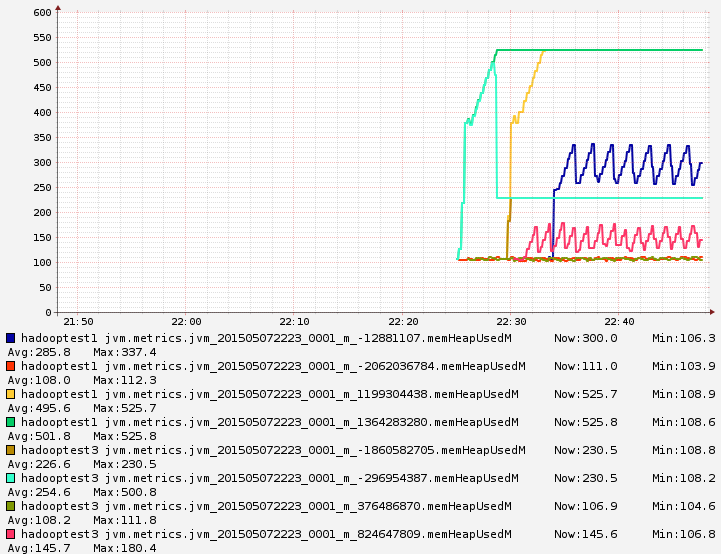 600
550
500
450
400
350
300
250
200
150
100
50
0
21:50 22:00 22:10 22:20 22:30 22:40
hadooptest1 jvm.metrics.jvm_201505072223_0001_m_-12881107.memHeapUsedM Now:300.0 Min:106.3
Avg:285.8 Max:337.4
hadooptest1 jvm.metrics.jvm_201505072223_0001_m_-2062036784.memHeapUsedM Now:111.0 Min:103.9
Avg:108.0 Max:112.3
hadooptest1 jvm.metrics.jvm_201505072223_0001_m_1199304438.memHeapUsedM Now:525.7 Min:108.9
Avg:495.6 Max:525.7
hadooptest1 jvm.metrics.jvm_201505072223_0001_m_1364283280.memHeapUsedM Now:525.8 Min:108.6
Avg:501.8 Max:525.8
hadooptest3 jvm.metrics.jvm_201505072223_0001_m_-1860582705.memHeapUsedM Now:230.5 Min:108.8
Avg:226.6 Max:230.5
hadooptest3 jvm.metrics.jvm_201505072223_0001_m_-296954387.memHeapUsedM Now:230.5 Min:108.2
Avg:254.6 Max:500.8
hadooptest3 jvm.metrics.jvm_201505072223_0001_m_376486870.memHeapUsedM Now:106.9 Min:104.6
Avg:108.2 Max:111.8
hadooptest3 jvm.metrics.jvm_201505072223_0001_m_824647809.memHeapUsedM Now:145.6 Min:106.8
Avg:145.7 Max:180.4